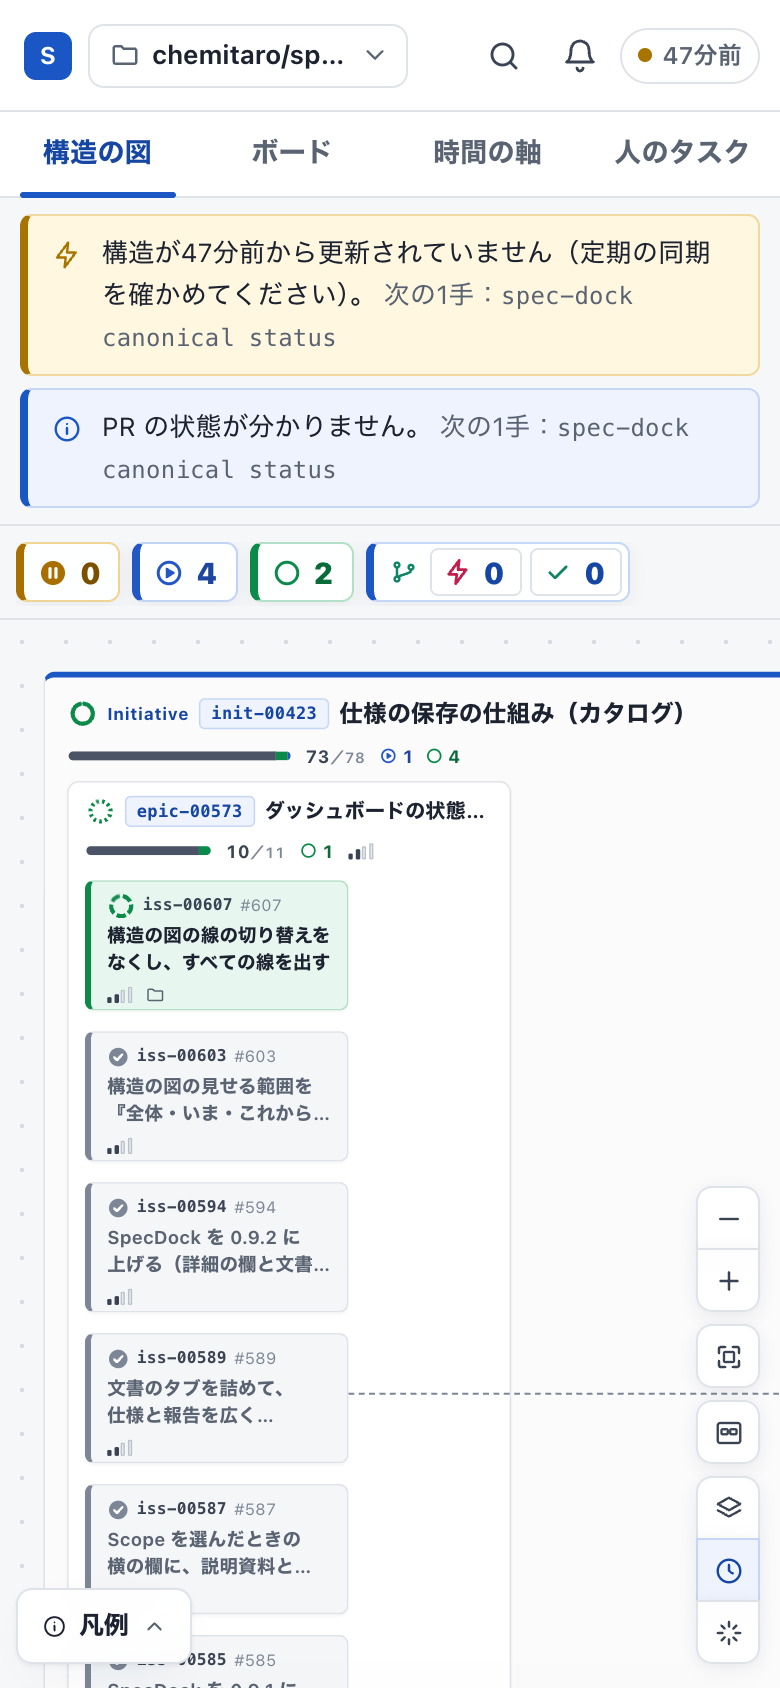 S
chemitaro/sp...
47分前
構造の図
ボード
時間の軸
人のタスク
構造が47分前から更新されていません（定期の同期
を確かめてください）。 次の1手：spec-dock
canonical status
PR の状態が分かりません。 次の1手：spec-dock
canonical status
0
4
2
0
0
Initiative init-00423 仕様の保存の仕組み（カタログ）
73/78 1 4
epic-00573 ダッシュボードの状態...
10/11 1
iss-00607 #607
構造の図の線の切り替えを
なくし、すべての線を出す
iss-00603 #603
構造の図の見せる範囲を
『全体・いま・これから...
iss-00594 #594
SpecDock を 0.9.2 に
上げる（詳細の欄と文書...
iss-00589 #589
文書のタブを詰めて、
仕様と報告を広く...
iss-00587 #587
Scope を選んだときの
横の欄に、説明資料と...
凡例
iss-00585 #585
SpecDock を 0.9.1 に